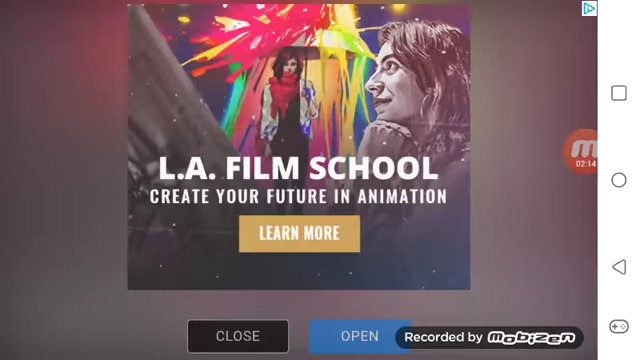 L.A. FILM SCHOOL
CREATE YOUR FUTURE IN ANIMATION
LEARN MORE
02:14
CLOSE
OPEN
Recorded by MOBIZEN